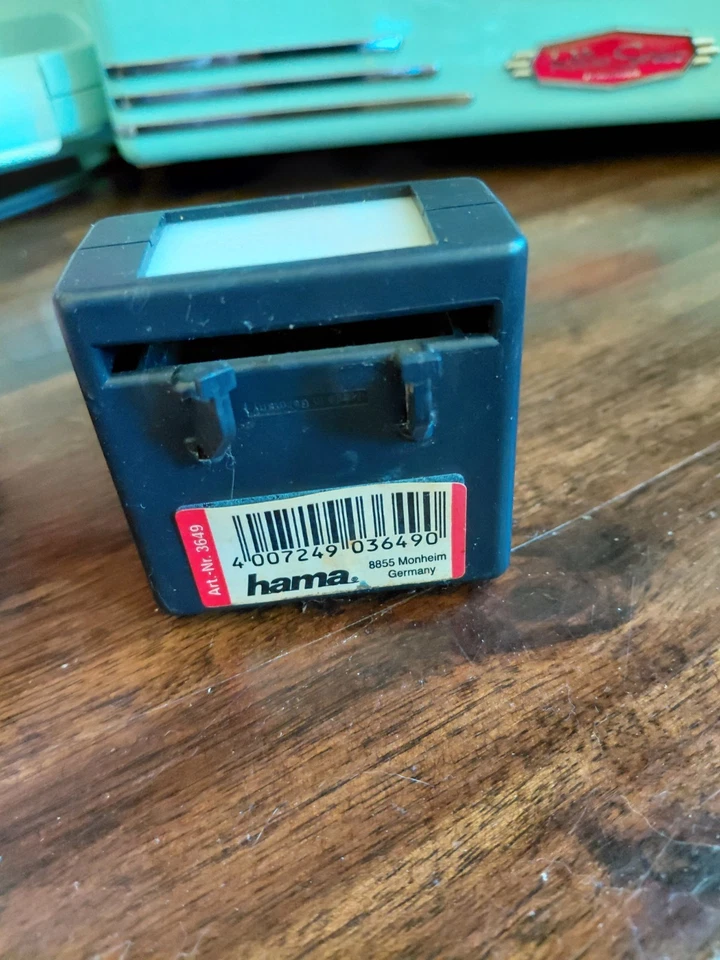 Art.-Nr. 3649
4 007249 036490
hama®
8855 Monheim
Germany